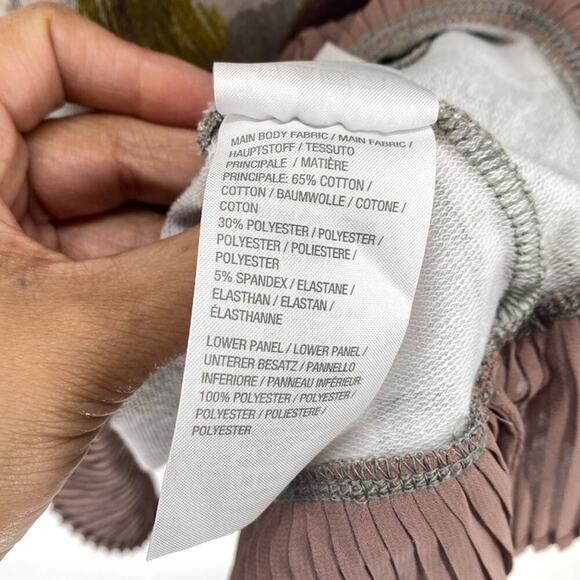 MAIN BODY FABRIC / MAIN FABRIC /
HAUPTSTOFF / TESSUTO
PRINCIPALE / MATIÈRE
PRINCIPALE: 65% COTTON /
COTTON / BAUMWOLLE / COTONE /
COTON
30% POLYESTER / POLYESTER /
POLYESTER / POLIESTERE /
POLYESTER
5% SPANDEX / ELASTANE /
ELASTHAN / ELASTAN /
ÉLASTHANNE
LOWER PANEL / LOWER PANEL /
UNTERER BESATZ / PANNELLO
INFERIORE / PANNEAU INFÉRIEUR:
100% POLYESTER / POLYESTER /
POLYESTER / POLIESTERE /
POLYESTER